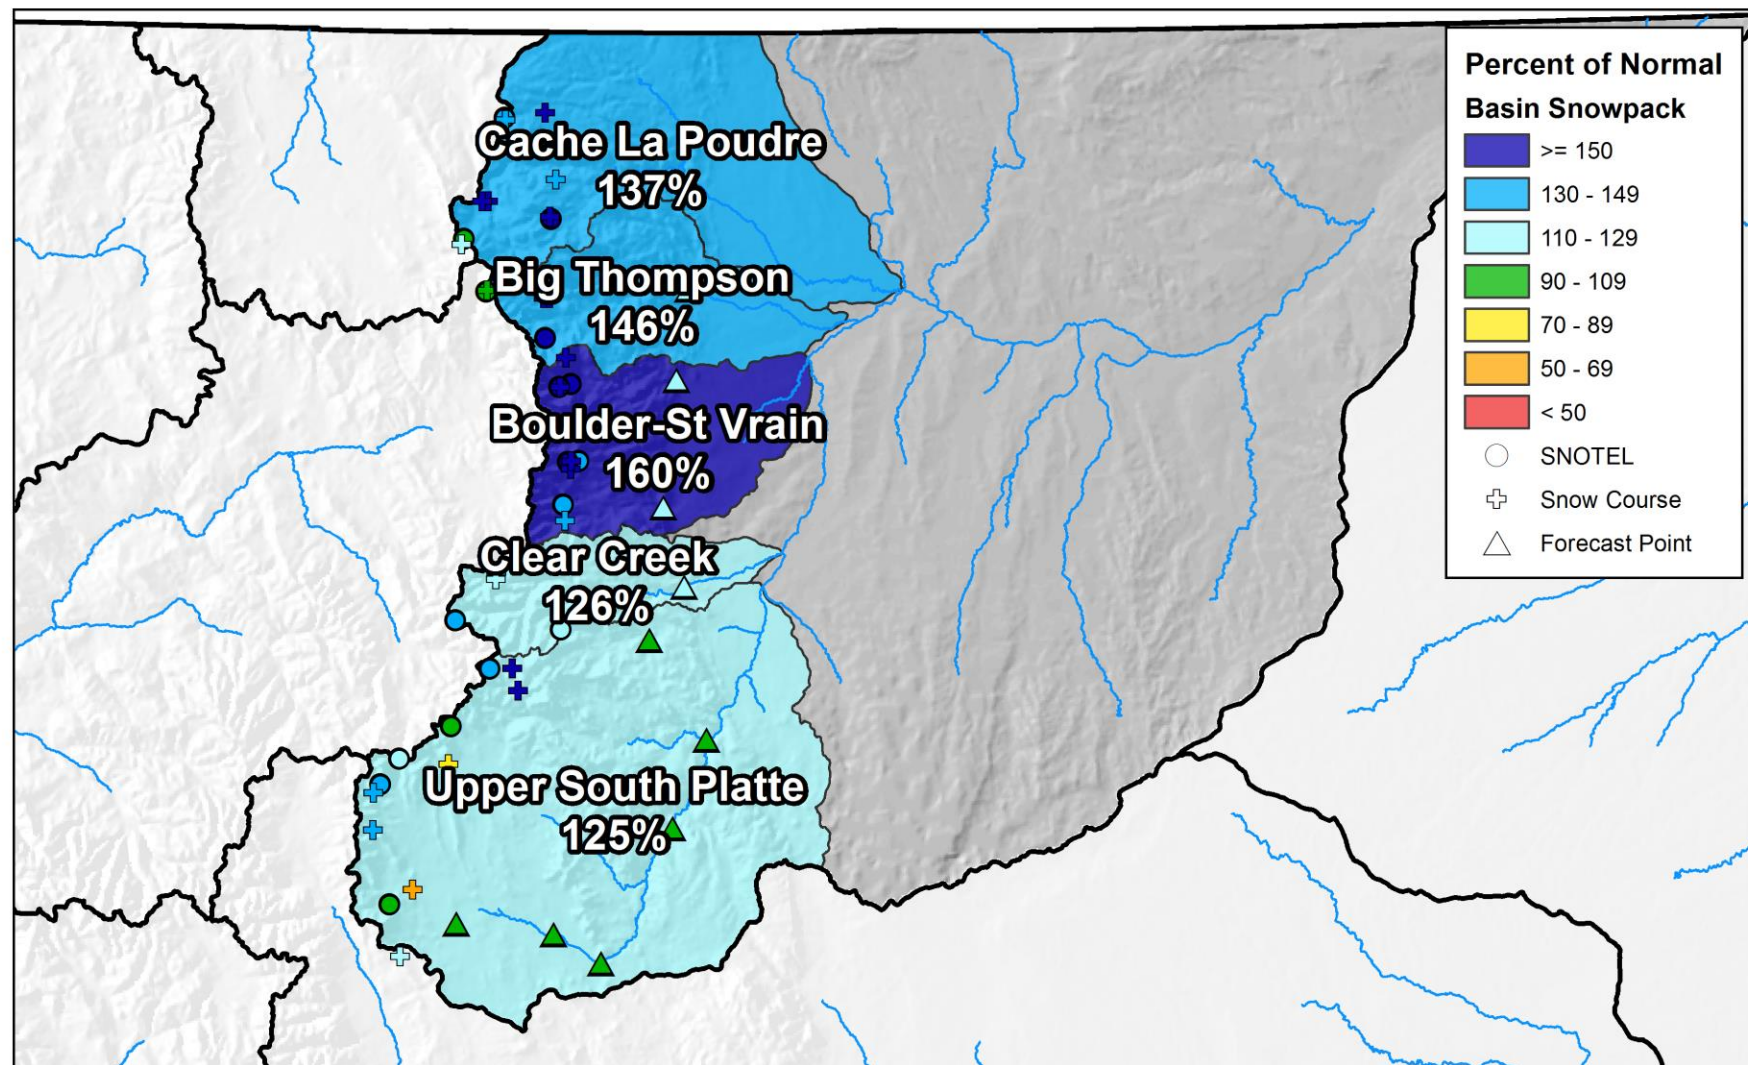 Cache La Poudre
137%
Big Thompson
146%
Boulder-St Vrain
160%
Clear Creek
126%
Upper South Platte
125%
Percent of Normal
Basin Snowpack
>= 150
130 - 149
110 - 129
90 - 109
70 - 89
50 - 69
< 50
SNOTEL
Snow Course
Forecast Point